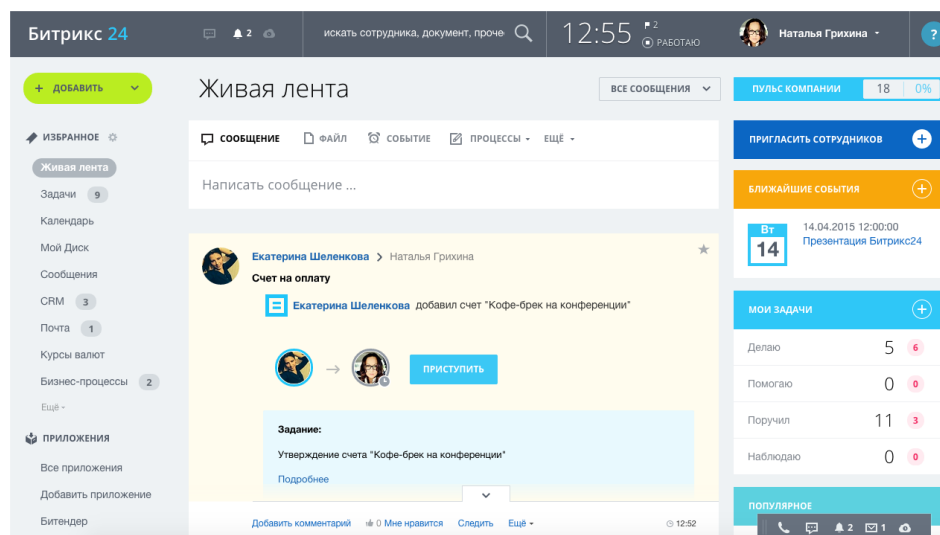 Битрикс 24
2
искать сотрудника, документ, проче
12:55
2
РАБОТАЮ
Наталья Грихина
?
+ ДОБАВИТЬ
ИЗБРАННОЕ
Живая лента
Задачи 9
Календарь
Мой Диск
Сообщения
CRM 3
Почта 1
Курсы валют
Бизнес-процессы 2
Ещё
ПРИЛОЖЕНИЯ
Все приложения
Добавить приложение
Битендер
Живая лента
ВСЕ СООБЩЕНИЯ
СООБЩЕНИЕ ФАЙЛ СОБЫТИЕ ПРОЦЕССЫ ЕЩЁ
Написать сообщение ...
Екатерина Шеленкова > Наталья Грихина
Счет на оплату
Екатерина Шеленкова добавил счет "Кофе-брек на конференции"
ПРИСТУПИТЬ
Задание:
Утверждение счета "Кофе-брек на конференции"
Подробнее
Добавить комментарий 0 Мне нравится Следить Ещё 12:52
ПУЛЬС КОМПАНИИ 18 0%
ПРИГЛАСИТЬ СОТРУДНИКОВ
БЛИЖАЙШИЕ СОБЫТИЯ
Вт
14
14.04.2015 12:00:00
Презентация Битрикс24
МОИ ЗАДАЧИ
Делаю 5 6
Помогаю 0 0
Поручил 11 3
Наблюдаю 0 0
ПОПУЛЯРНОЕ
2 1